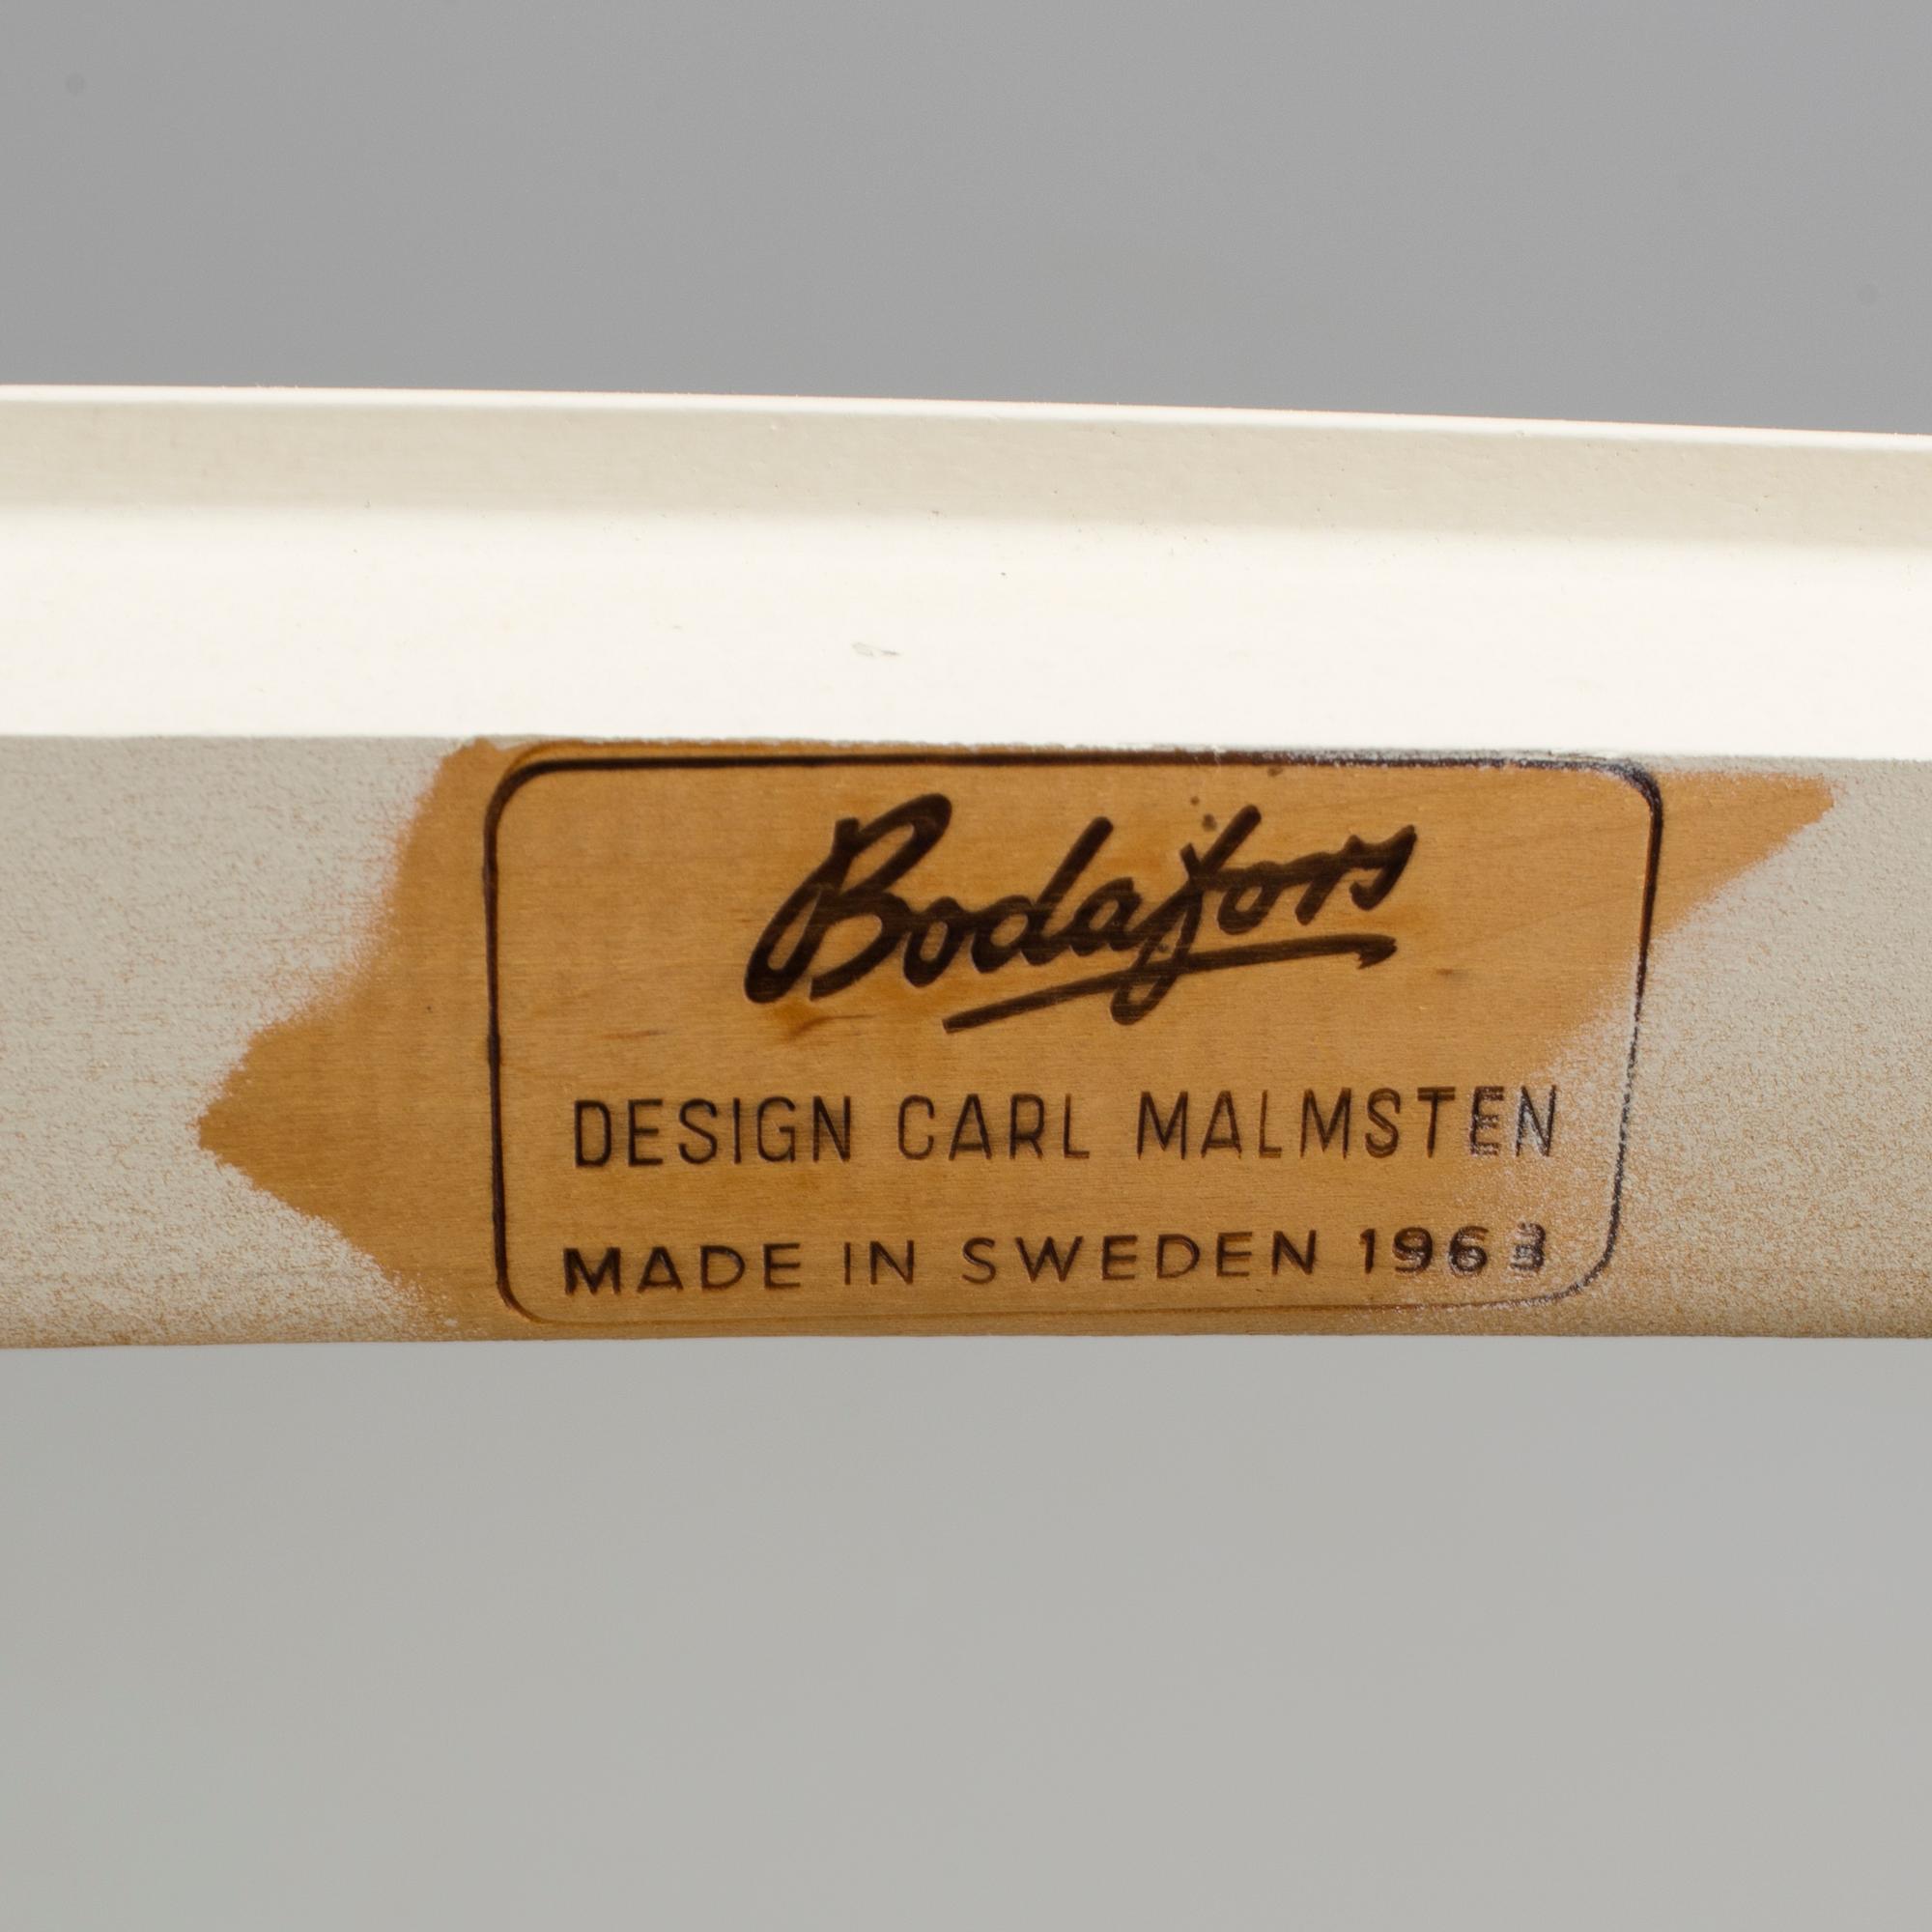 Bodafors
DESIGN CARL MALMSTEN
MADE IN SWEDEN 1963